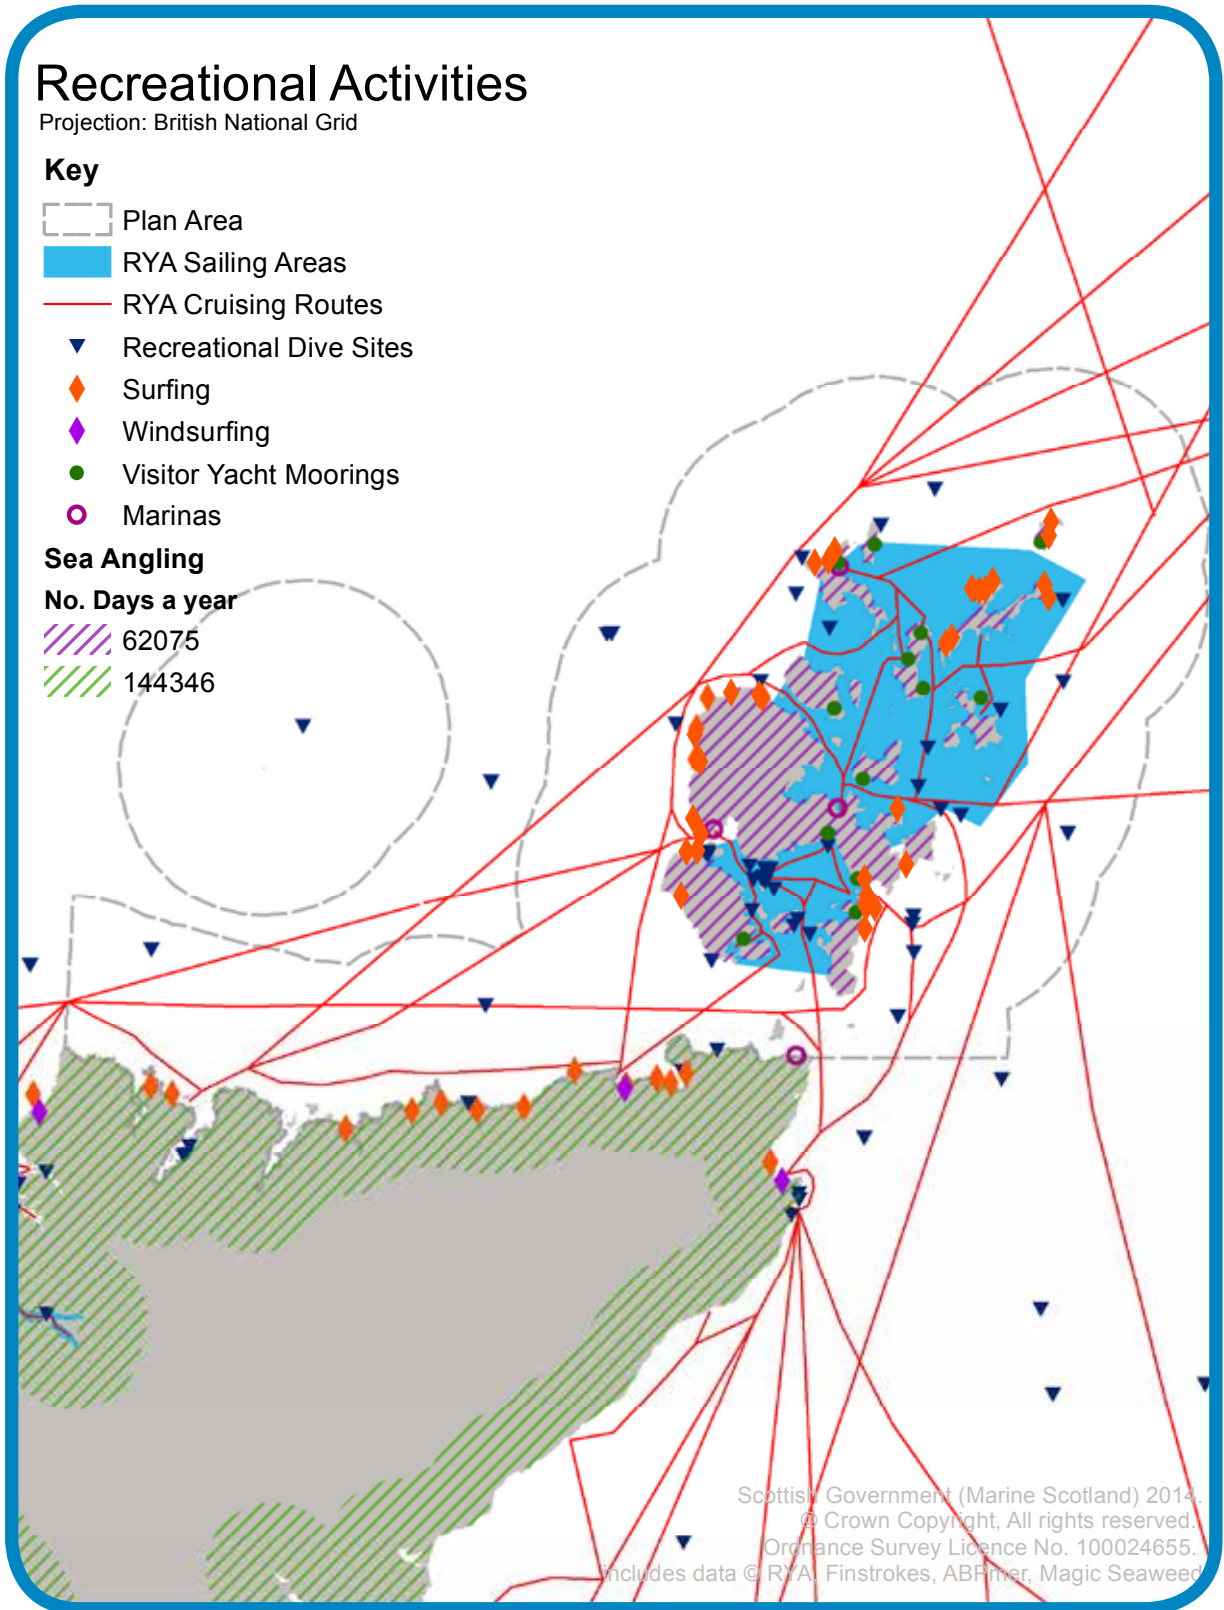 Recreational Activities
Projection: British National Grid
Key
Plan Area
RYA Sailing Areas
RYA Cruising Routes
Recreational Dive Sites
Surfing
Windsurfing
Visitor Yacht Moorings
Marinas
Sea Angling
No. Days a year
62075
144346
Scottish Government (Marine Scotland) 2014.
© Crown Copyright, All rights reserved.
Ordnance Survey Licence No. 100024655.
includes data © RYA, Finstrokes, ABPmer, Magic Seaweed